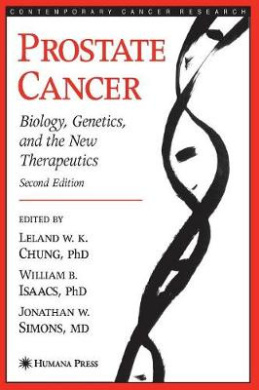 CONTEMPORARY CANCER RESEARCH
PROSTATE
CANCER
Biology, Genetics,
and the New
Therapeutics
Second Edition
EDITED BY
LELAND W. K.
CHUNG, PhD
WILLIAM B.
ISAACS, PhD
JONATHAN W.
SIMONS, MD
HUMANA PRESS